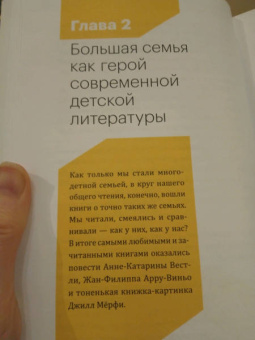 Глава 2
Большая семья
как герой
современной
детской
литературы
Как только мы стали много-
детной семьей, в круг нашего
общего чтения, конечно, вошли
книги о точно таких же семьях.
Мы читали, смеялись и срав-
нивали — как у них, как у нас?
В итоге самыми любимыми и за-
читанными книгами оказались
повести Анне-Катарины Вест-
ли, Жан-Филиппа Арру-Виньо
и тоненькая книжка-картинка
Джилл Мёрфи.